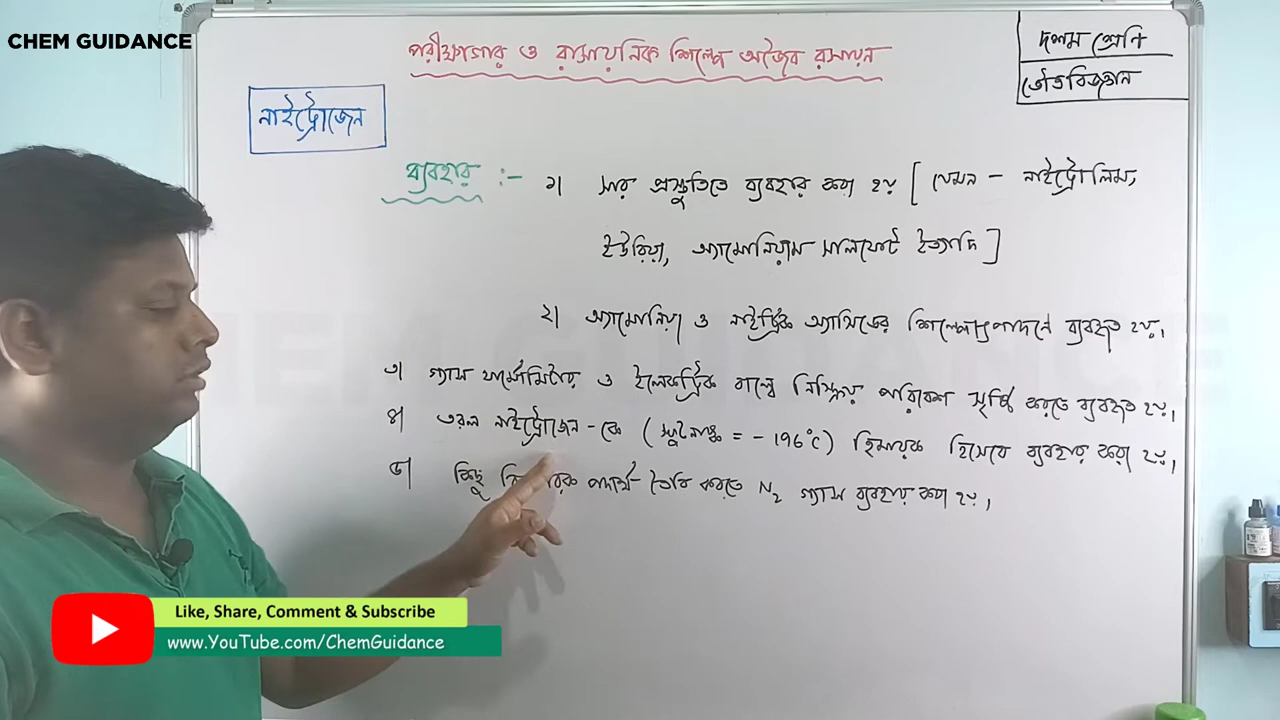 CHEM GUIDANCE
পরীক্ষাগার ও রাসায়নিক শিল্পে অজৈব রসায়ন
দশম শ্রেণি
ভৌতবিজ্ঞান
নাইট্রোজেন
ব্যবহার :- ১। সার প্রস্তুতিতে ব্যবহার করা হয় [ যেমন - নাইট্রোলিম,
ইউরিয়া, অ্যামোনিয়াম সালফেট ইত্যাদি ]
২। অ্যামোনিয়া ও নাইট্রিক অ্যাসিডের শিল্পোৎপাদনে ব্যবহৃত হয়।
৩। গ্যাস থার্মোমিটার ও ইলেকট্রিক বাল্বে নিষ্ক্রিয় পরিবেশ সৃষ্টি করতে ব্যবহৃত হয়।
৪। তরল নাইট্রোজেন-কে ( স্ফুটনাঙ্ক = - 196°C ) হিমায়ক হিসেবে ব্যবহার করা হয়।
৫। কিছু পদার্থ তৈরি করতে N₂ গ্যাস ব্যবহার করা হয়।
Like, Share, Comment & Subscribe
www.YouTube.com/ChemGuidance